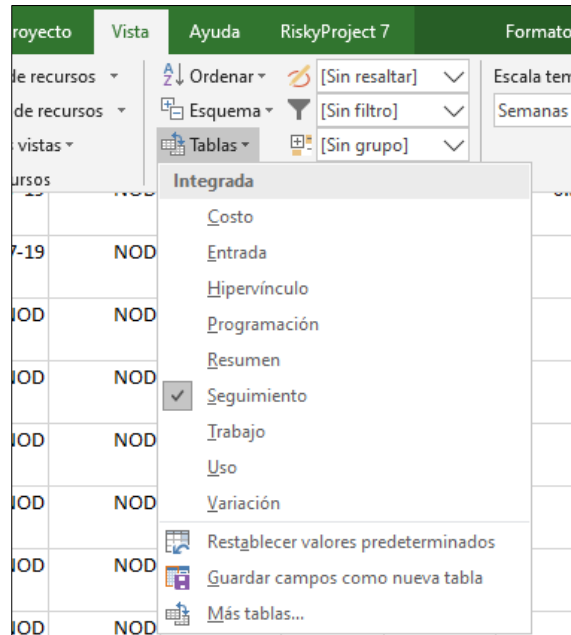 royecto Vista Ayuda RiskyProject 7 Formato
de recursos Ordenar [Sin resaltar] Escala tem
de recursos Esquema [Sin filtro] Semanas
vistas Tablas [Sin grupo]
ursos Integrada
Costo
7-19 NOD Entrada
Hipervínculo
NOD NOD Programación
Resumen
NOD NOD Seguimiento
NOD NOD Trabajo
Uso
NOD NOD Variación
Restablecer valores predeterminados
NOD NOD Guardar campos como nueva tabla
Más tablas...
NOD NOD